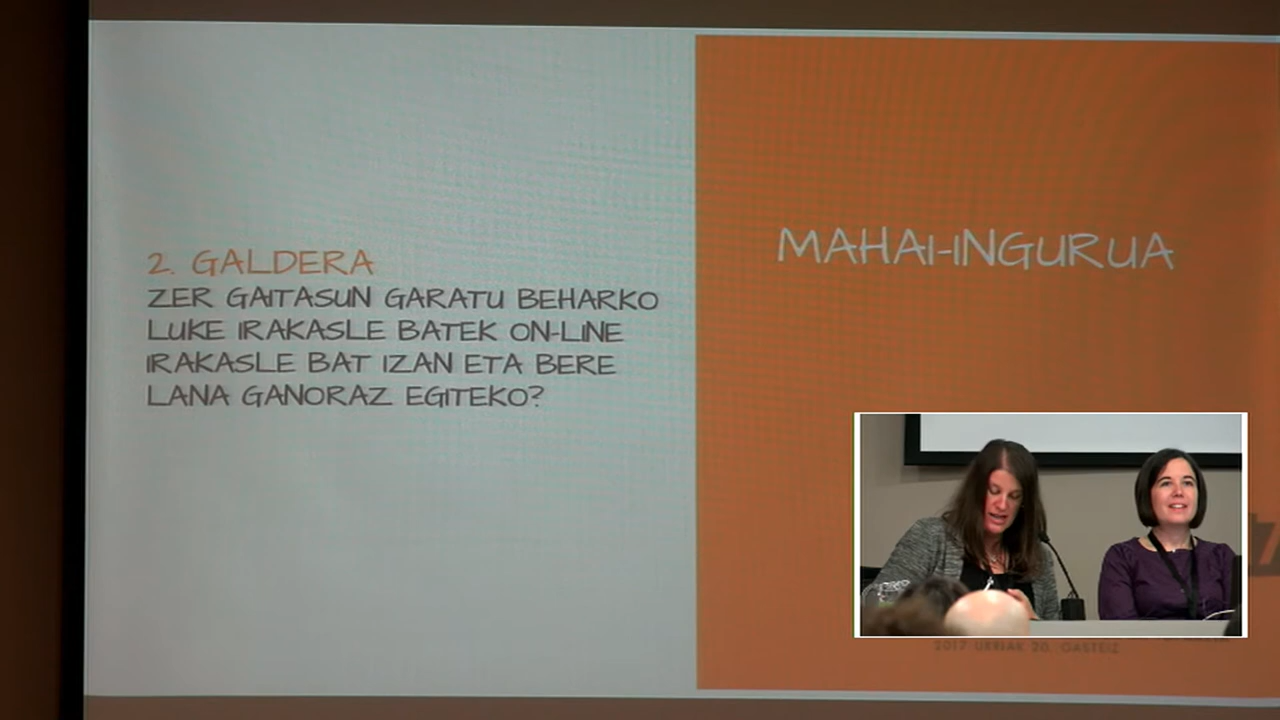 2. GALDERA
ZER GAITASUN GARATU BEHARKO
LUKE IRAKASLE BATEK ON-LINE
IRAKASLE BAT IZAN ETA BERE
LANA GANORAZ EGITEKO?
MAHAI-INGURUA
2017 URRIAK 20. GASTEIZ